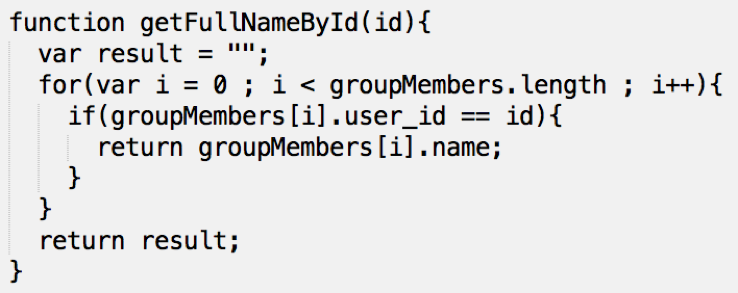 function getFullNameById(id){
  var result = "";
  for(var i = 0 ; i < groupMembers.length ; i++){
    if(groupMembers[i].user_id == id){
      return groupMembers[i].name;
    }
  }
  return result;
}